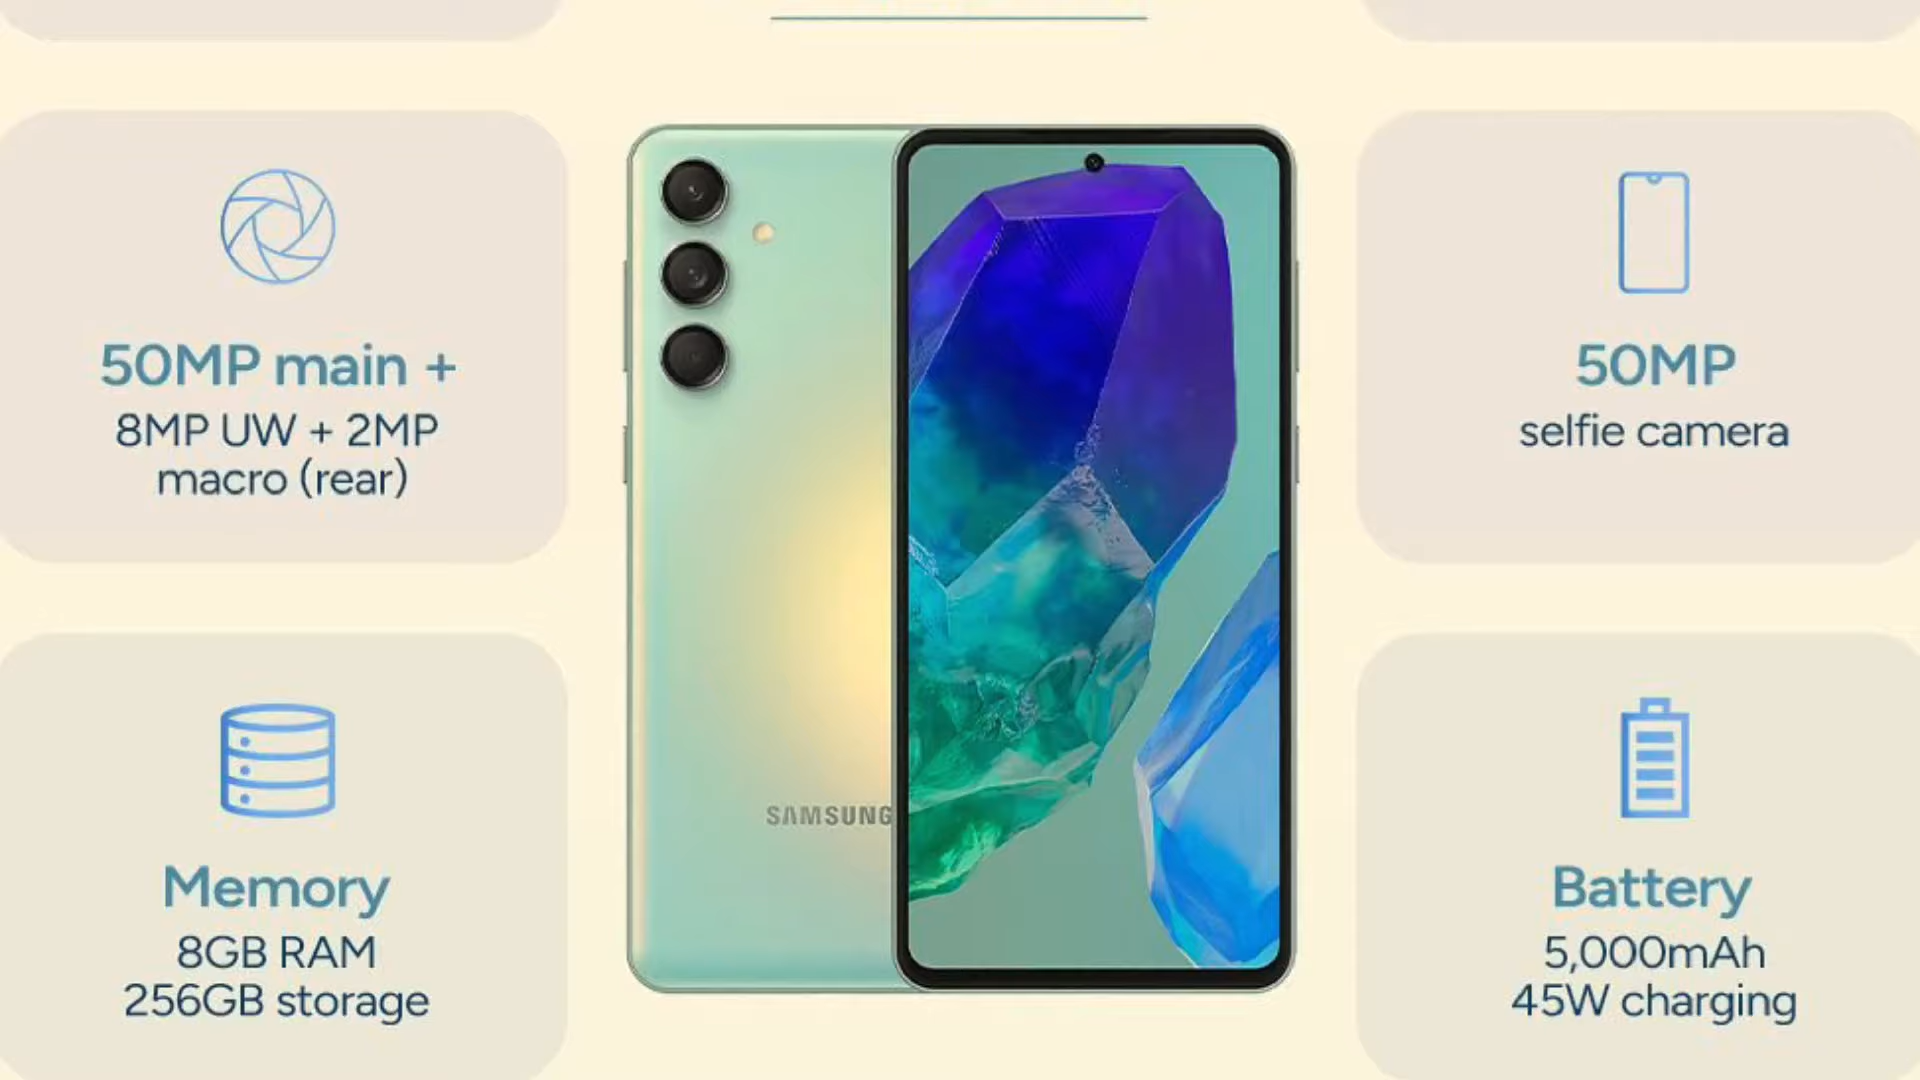 50MP main +
8MP UW + 2MP
macro (rear)
50MP
selfie camera
SAMSUNG
Memory
8GB RAM
256GB storage
Battery
5,000mAh
45W charging